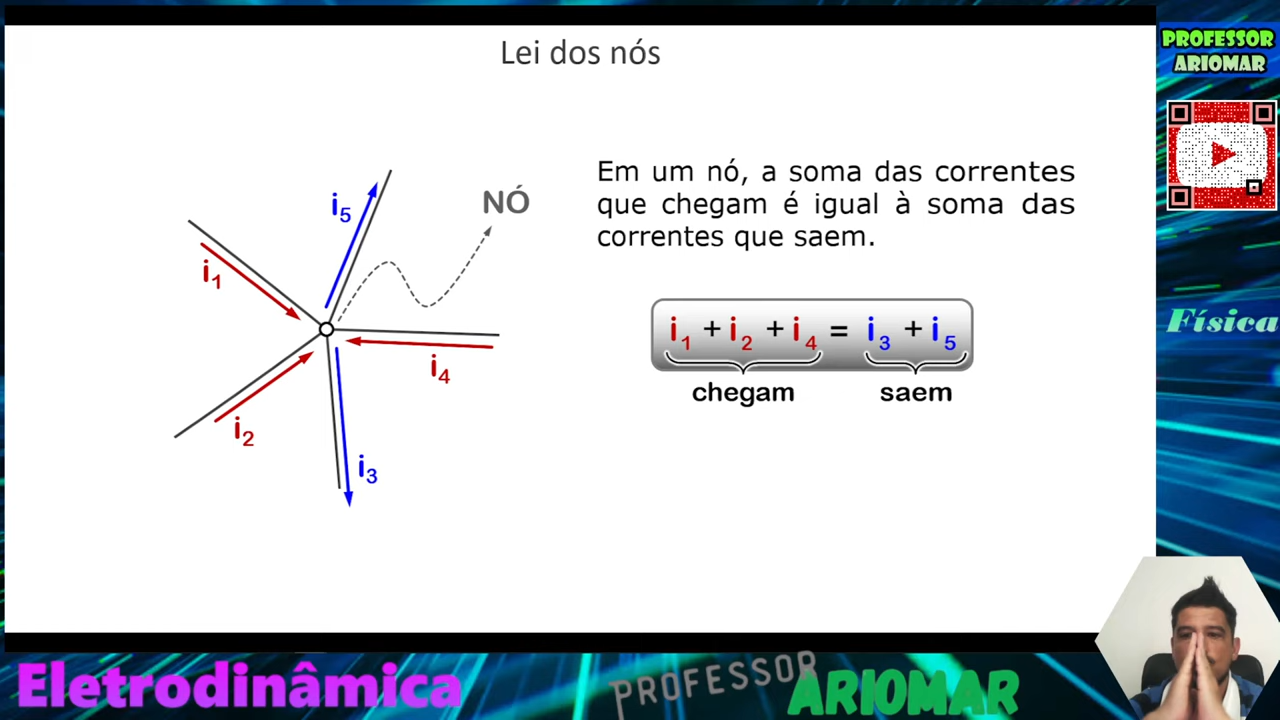 Lei dos nós
PROFESSOR
ARIOMAR
Em um nó, a soma das correntes
que chegam é igual à soma das
correntes que saem.
i5
NÓ
i1
i4
i2
i3
i1 + i2 + i4 = i3 + i5
chegam saem
Física
Eletrodinâmica
PROFESSOR
ARIOMAR